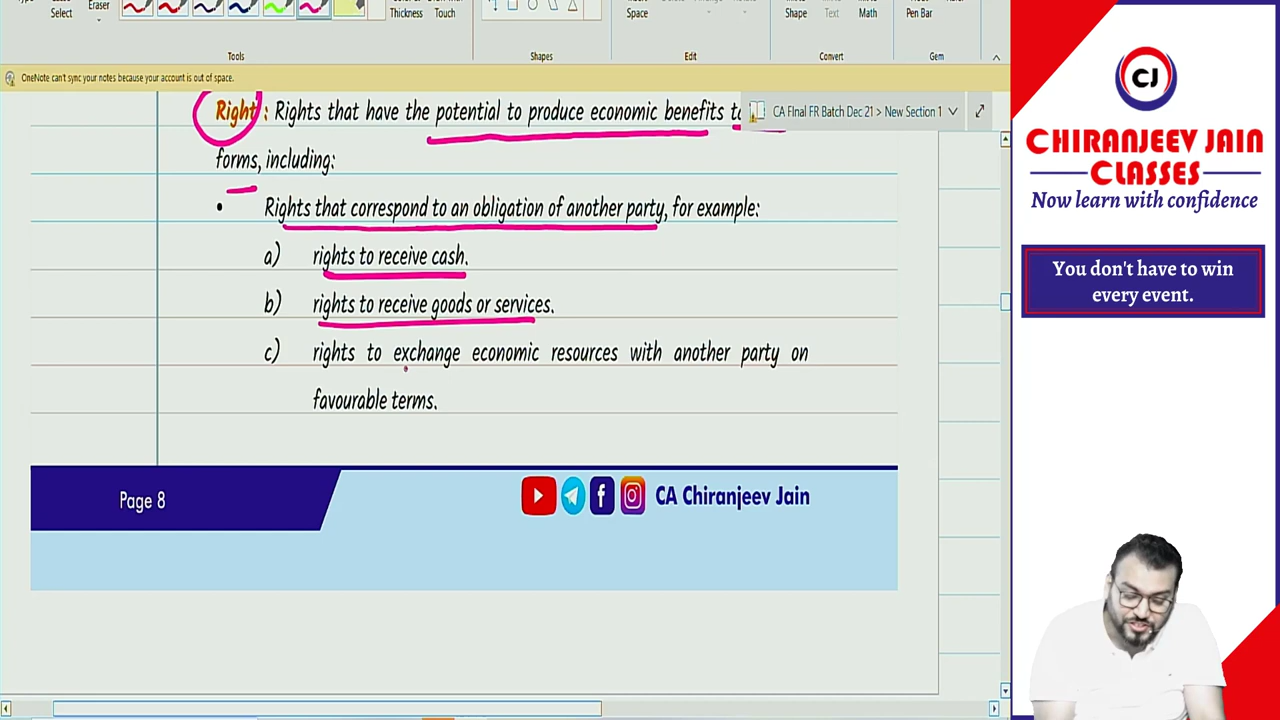 Eraser
Select
Thickness
Touch
Space
Shape
Text
Math
Pen Bar
Tools
Shapes
Edit
Convert
Gem
OneNote can't sync your notes because your account is out of space.
Right : Rights that have the potential to produce economic benefits
CA FInal FR Batch Dec 21 > New Section 1
forms, including:
• Rights that correspond to an obligation of another party, for example:
a) rights to receive cash.
b) rights to receive goods or services.
c) rights to exchange economic resources with another party on
favourable terms.
Page 8
CA Chiranjeev Jain
CJ
CHIRANJEEV JAIN
CLASSES
Now learn with confidence
You don't have to win
every event.